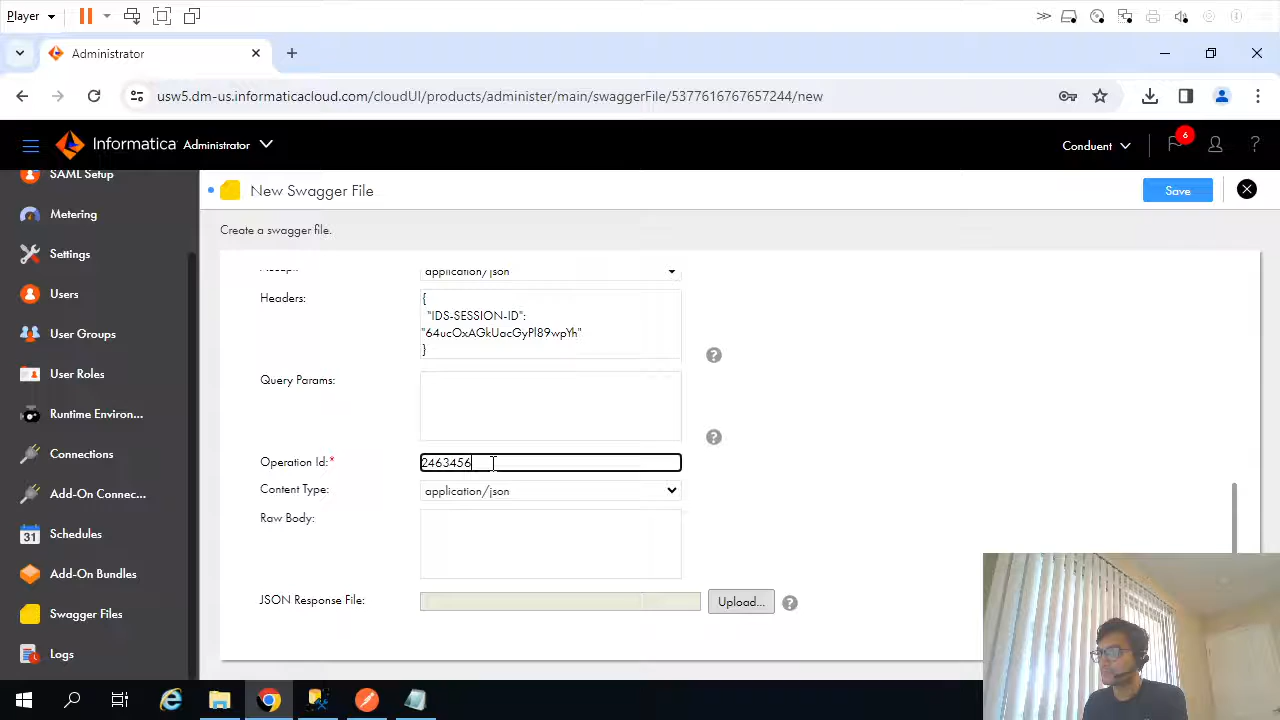 Player
Administrator
usw5.dm-us.informaticacloud.com/cloudUI/products/administer/main/swaggerFile/5377616767657244/new
Informatica Administrator
Conduent
6
SAML Setup
Metering
Settings
Users
User Groups
User Roles
Runtime Environ...
Connections
Add-On Connec...
31 Schedules
Add-On Bundles
Swagger Files
Logs
New Swagger File
Save
Create a swagger file.
application/json
Headers:
{
"IDS-SESSION-ID":
"64ucOxAGkUacGyPl89wpYh"
}
?
Query Params:
?
Operation Id:*
2463456
Content Type:
application/json
Raw Body:
JSON Response File:
Upload...
?